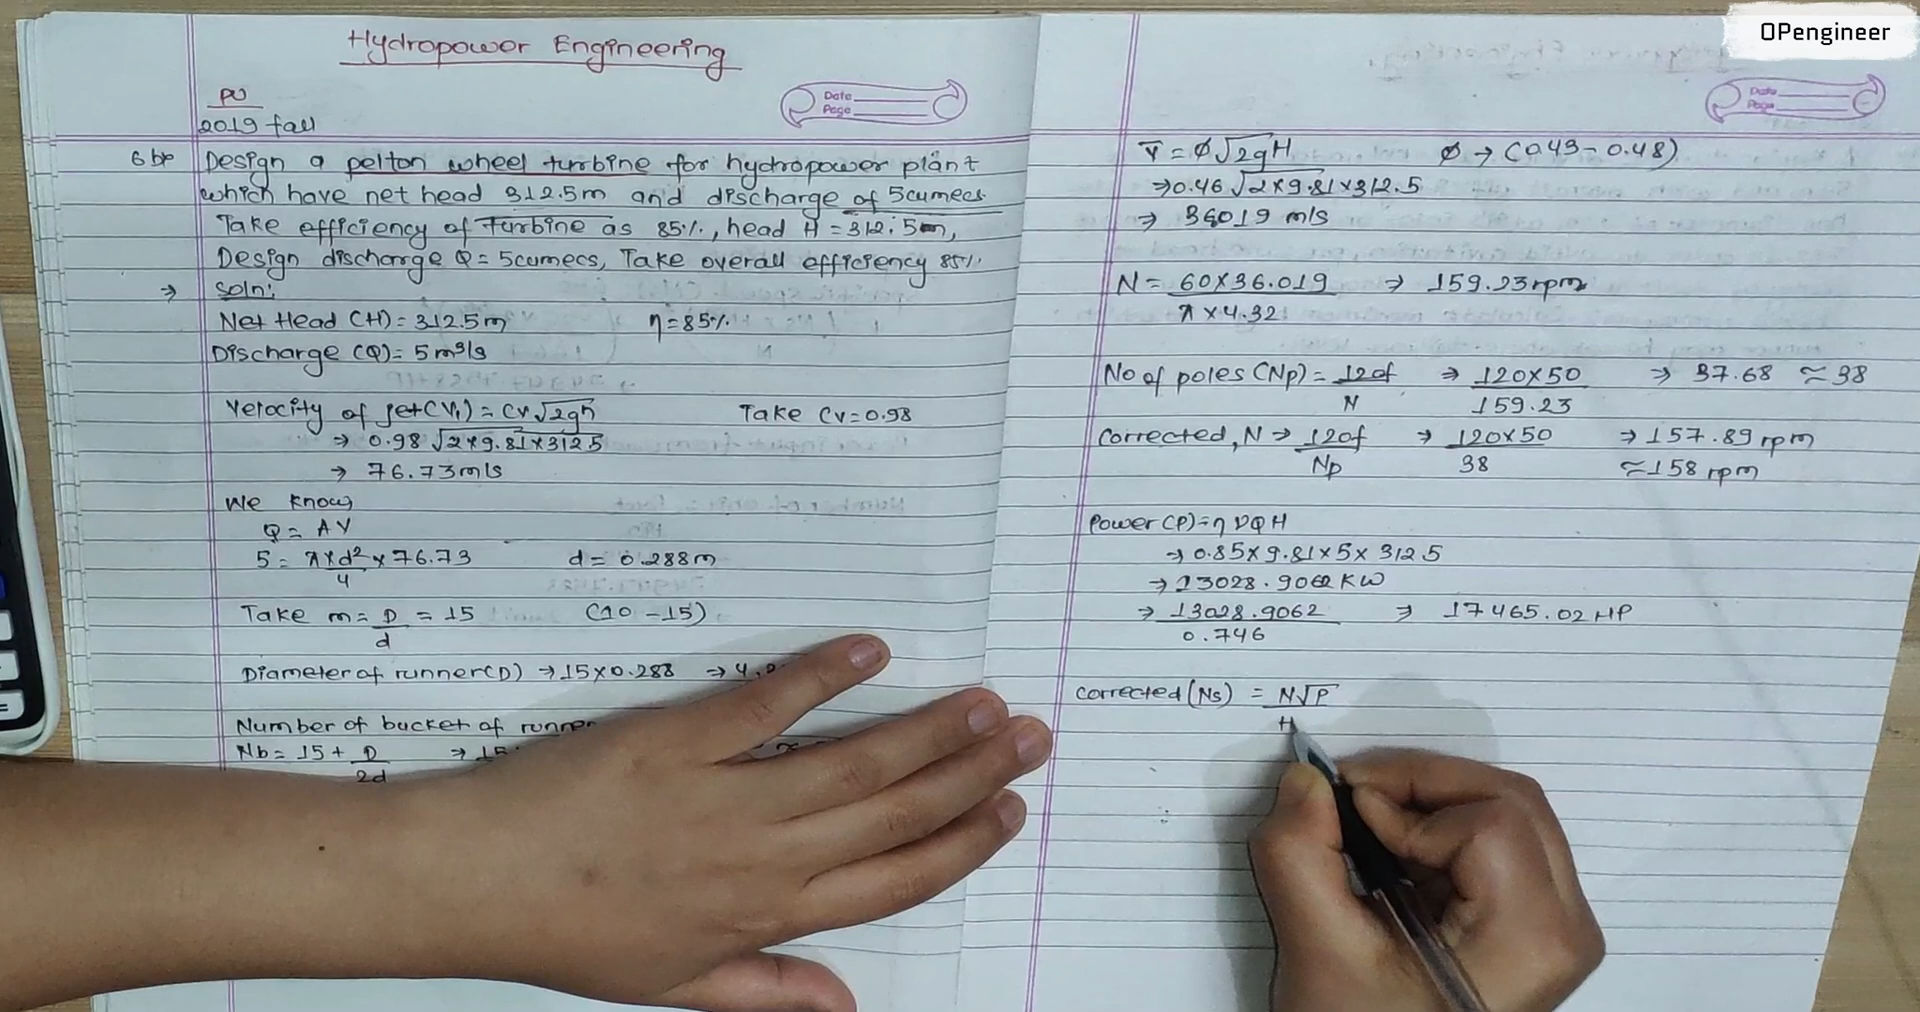 OPengineer
Hydropower Engineering
PU
2019 fall
Date
Page
6 b)
Design a pelton wheel turbine for hydropower plant
which have net head 312.5m and discharge of 5cumecs.
Take efficiency of turbine as 85%, head H = 312.5m,
Design discharge Q = 5cumecs, Take overall efficiency 85%.
→ Soln:
Net Head (H) = 312.5m η = 85%
Discharge (Q) = 5 m³/s
Velocity of jet (V₁) = Cv √2gh Take Cv = 0.98
→ 0.98 √2×9.81×312.5
→ 76.73 m/s
We know,
Q = AV
5 = π×d²/4 × 76.73 d = 0.288m
Take m = D/d = 15 (10 - 15)
Diameter of runner (D) → 15×0.288 →
Number of bucket of
Nb = 15 + D/2d →
Date
Page
V = Ø √2gH Ø → (0.43 - 0.48)
→ 0.46 √2×9.81×312.5
→ 36.019 m/s
N = 60×36.019 / π×4.32 → 159.23 rpm
No of poles (Np) = 120f/N → 120×50/159.23 → 37.68 ≈ 38
Corrected, N → 120f/Np → 120×50/38 → 157.89 rpm
≈ 158 rpm
Power (P) = η γQH
→ 0.85×9.81×5×312.5
→ 13028.9062 KW
→ 13028.9062/0.746 → 17465.02 HP
Corrected (Ns) = N√P
H